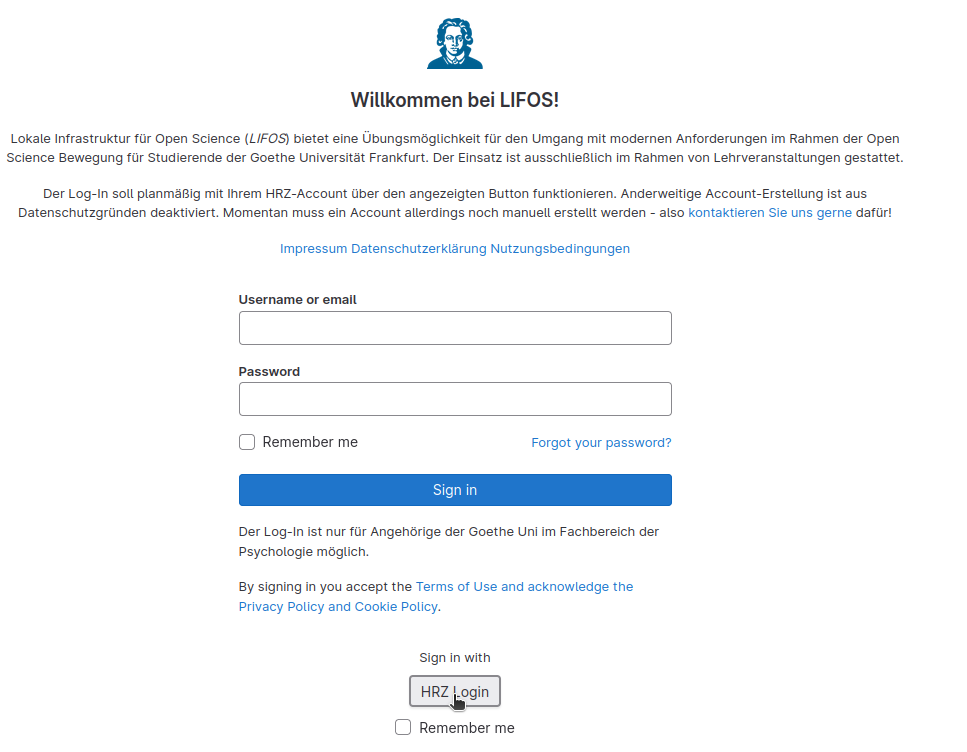 Willkommen bei LIFOS!
Lokale Infrastruktur für Open Science (LIFOS) bietet eine Übungsmöglichkeit für den Umgang mit modernen Anforderungen im Rahmen der Open
Science Bewegung für Studierende der Goethe Universität Frankfurt. Der Einsatz ist ausschließlich im Rahmen von Lehrveranstaltungen gestattet.
Der Log-In soll planmäßig mit Ihrem HRZ-Account über den angezeigten Button funktionieren. Anderweitige Account-Erstellung ist aus
Datenschutzgründen deaktiviert. Momentan muss ein Account allerdings noch manuell erstellt werden - also kontaktieren Sie uns gerne dafür!
Impressum Datenschutzerklärung Nutzungsbedingungen
Username or email
Password
Remember me Forgot your password?
Sign in
Der Log-In ist nur für Angehörige der Goethe Uni im Fachbereich der
Psychologie möglich.
By signing in you accept the Terms of Use and acknowledge the
Privacy Policy and Cookie Policy.
Sign in with
HRZ Login
Remember me